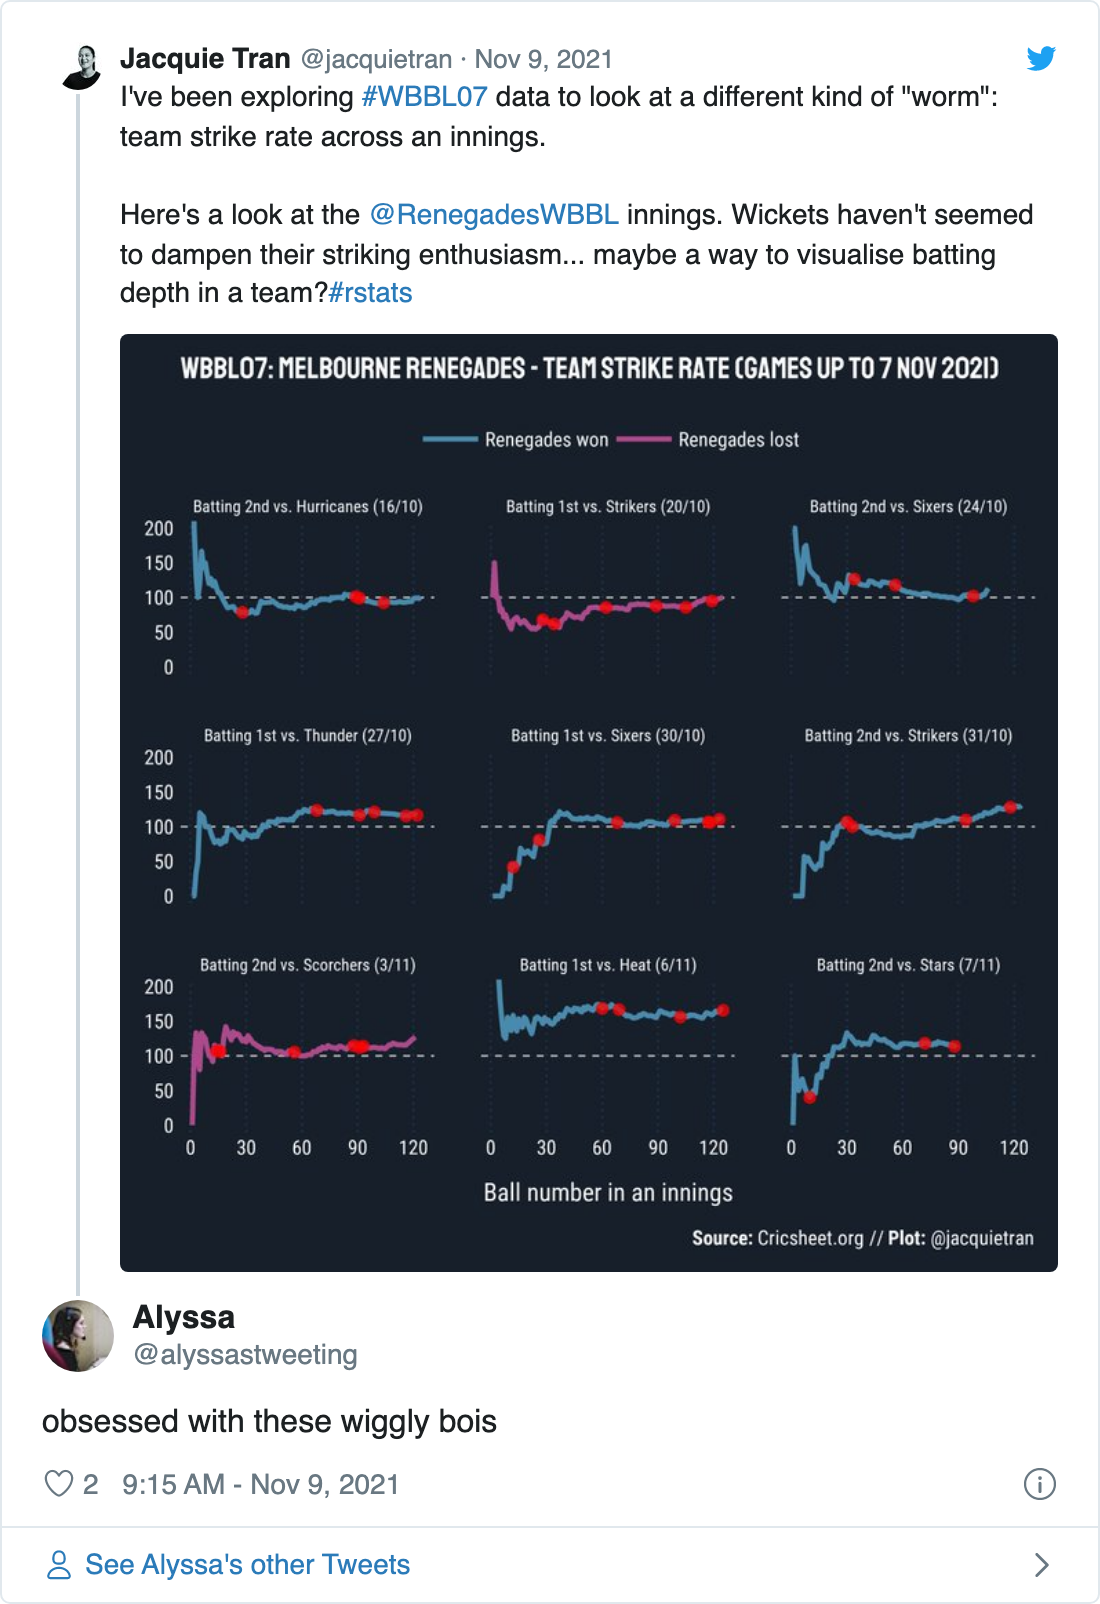 Jacquie Tran @jacquietran · Nov 9, 2021
I've been exploring #WBBL07 data to look at a different kind of "worm":
team strike rate across an innings.
Here's a look at the @RenegadesWBBL innings. Wickets haven't seemed
to dampen their striking enthusiasm... maybe a way to visualise batting
depth in a team?#rstats
WBBL07: MELBOURNE RENEGADES - TEAM STRIKE RATE (GAMES UP TO 7 NOV 2021)
Renegades won Renegades lost
Batting 2nd vs. Hurricanes (16/10) Batting 1st vs. Strikers (20/10) Batting 2nd vs. Sixers (24/10)
200
150
100
50
0
Batting 1st vs. Thunder (27/10) Batting 1st vs. Sixers (30/10) Batting 2nd vs. Strikers (31/10)
200
150
100
50
0
Batting 2nd vs. Scorchers (3/11) Batting 1st vs. Heat (6/11) Batting 2nd vs. Stars (7/11)
200
150
100
50
0
0 30 60 90 120 0 30 60 90 120 0 30 60 90 120
Ball number in an innings
Source: Cricsheet.org // Plot: @jacquietran
Alyssa
@alyssastweeting
obsessed with these wiggly bois
2 9:15 AM - Nov 9, 2021
See Alyssa's other Tweets